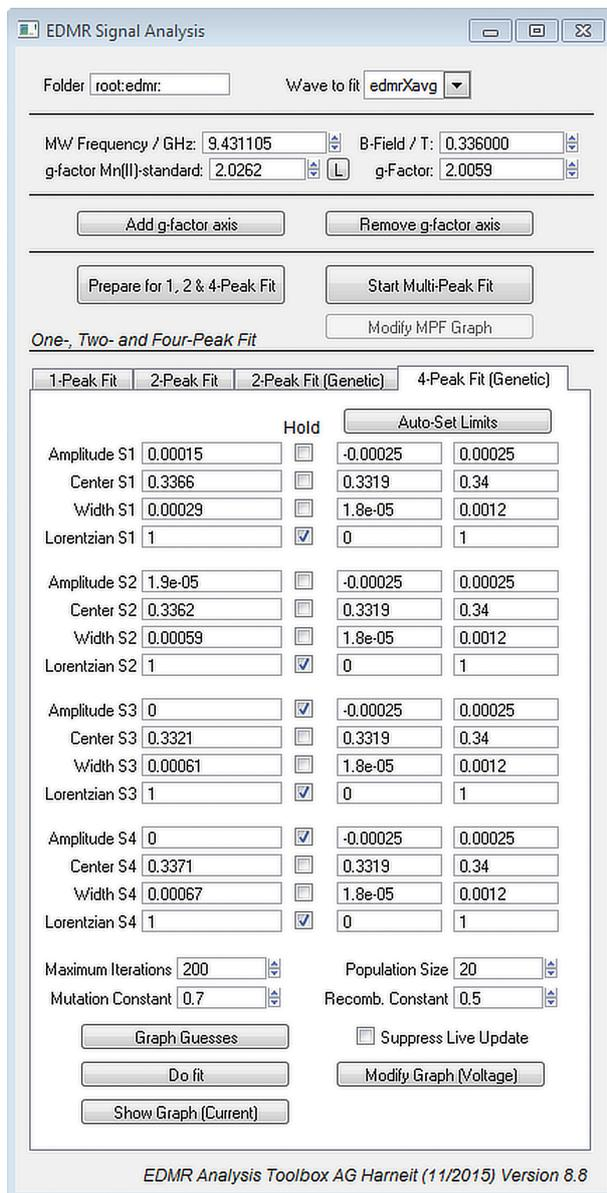 EDMR Signal Analysis
Folder root:edmr: Wave to fit edmrXavg
MW Frequency / GHz: 9.431105 B-Field / T: 0.336000
g-factor Mn(II)-standard: 2.0262 L g-Factor: 2.0059
Add g-factor axis Remove g-factor axis
Prepare for 1, 2 & 4-Peak Fit Start Multi-Peak Fit
Modify MPF Graph
One-, Two- and Four-Peak Fit
1-Peak Fit 2-Peak Fit 2-Peak Fit (Genetic) 4-Peak Fit (Genetic)
Hold Auto-Set Limits
Amplitude S1 0.00015 -0.00025 0.00025
Center S1 0.3366 0.3319 0.34
Width S1 0.00029 1.8e-05 0.0012
Lorentzian S1 1 0 1
Amplitude S2 1.9e-05 -0.00025 0.00025
Center S2 0.3362 0.3319 0.34
Width S2 0.00059 1.8e-05 0.0012
Lorentzian S2 1 0 1
Amplitude S3 0 -0.00025 0.00025
Center S3 0.3321 0.3319 0.34
Width S3 0.00061 1.8e-05 0.0012
Lorentzian S3 1 0 1
Amplitude S4 0 -0.00025 0.00025
Center S4 0.3371 0.3319 0.34
Width S4 0.00067 1.8e-05 0.0012
Lorentzian S4 1 0 1
Maximum Iterations 200 Population Size 20
Mutation Constant 0.7 Recomb. Constant 0.5
Graph Guesses Suppress Live Update
Do fit Modify Graph (Voltage)
Show Graph (Current)
EDMR Analysis Toolbox AG Harneit (11/2015) Version 8.8